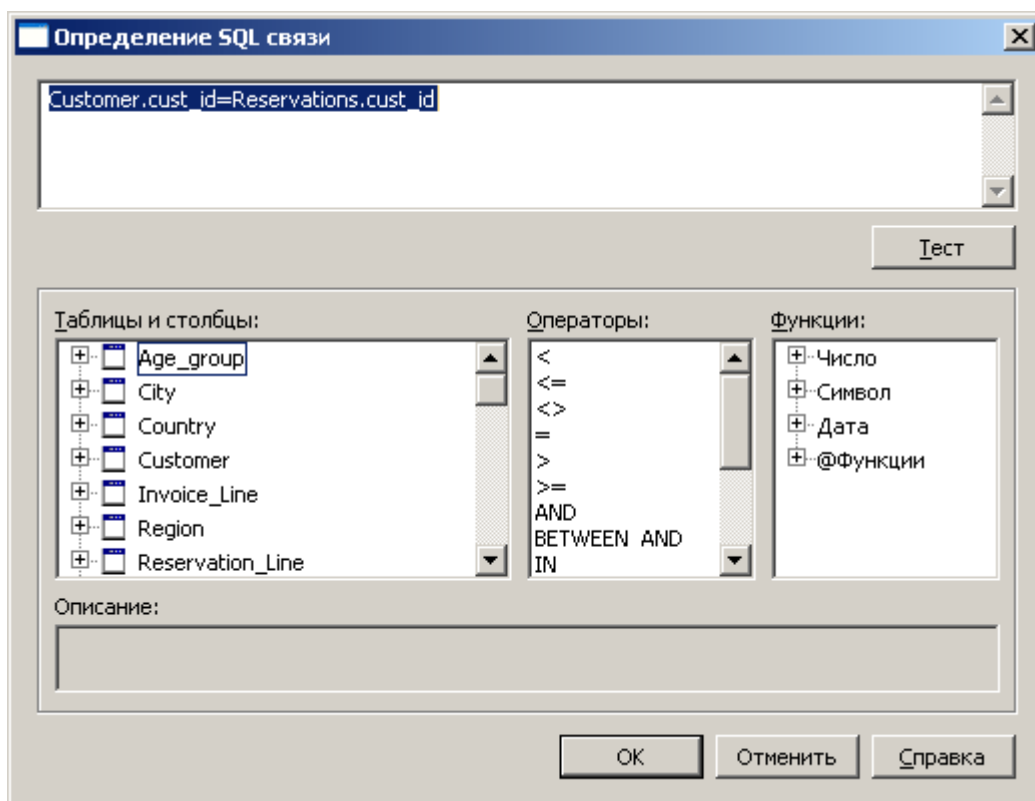 Определение SQL связи
Customer.cust_id=Reservations.cust_id
Тест
Таблицы и столбцы:
Age_group
City
Country
Customer
Invoice_Line
Region
Reservation_Line
Операторы:
<
<=
<>
=
>
>=
AND
BETWEEN AND
IN
Функции:
Число
Символ
Дата
@Функции
Описание:
OK Отменить Справка